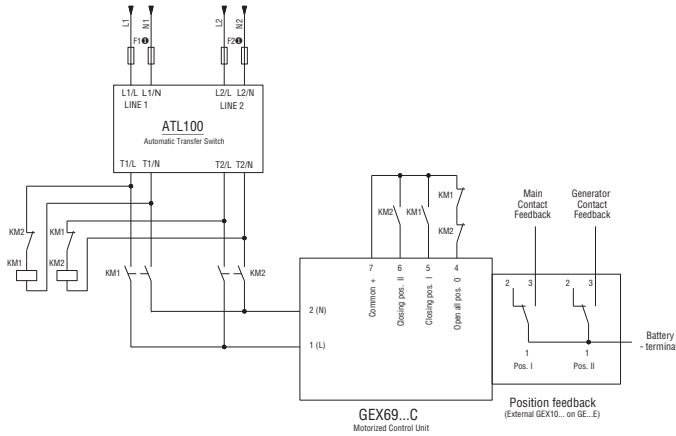 L1
N1
L2
N2
F1❶
F2❶
L1/L L1/N
L2/L L2/N
LINE 1
LINE 2
ATL100
Automatic Transfer Switch
T1/L T1/N
T2/L T2/N
KM2
KM1
KM1
KM2
KM1
KM2
KM2
KM1
KM1
KM2
7
6
5
4
Common +
Closing pos. II
Closing pos. I
Open all pos. 0
2 (N)
1 (L)
GEX69...C
Motorized Control Unit
Main
Contact
Feedback
Generator
Contact
Feedback
2
3
2
3
1
Pos. I
1
Pos. II
Battery
- terminal
Position feedback
(External GEX10... on GE...E)